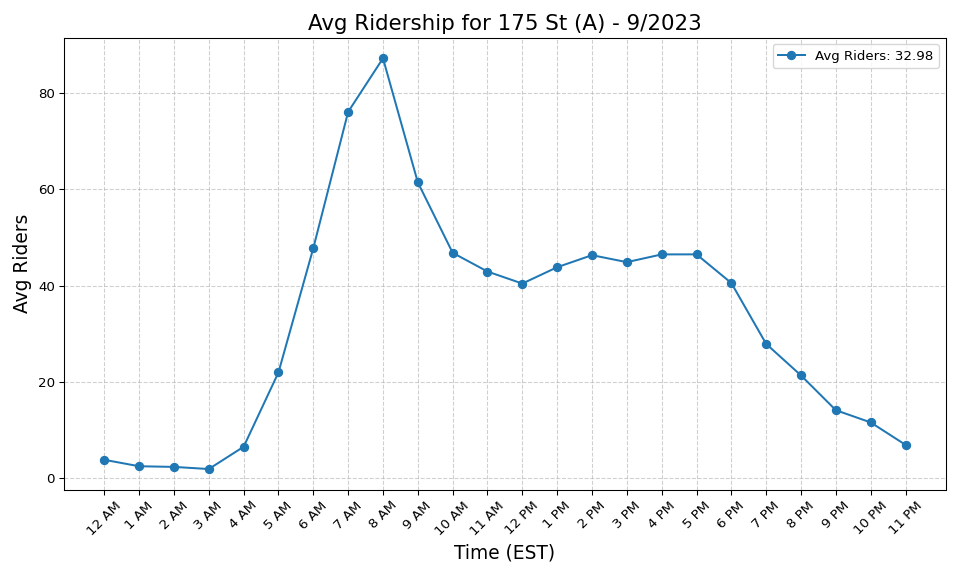 Avg Ridership for 175 St (A) - 9/2023
Avg Riders: 32.98
Avg Riders
80
60
40
20
0
12 AM
1 AM
2 AM
3 AM
4 AM
5 AM
6 AM
7 AM
8 AM
9 AM
10 AM
11 AM
12 PM
1 PM
2 PM
3 PM
4 PM
5 PM
6 PM
7 PM
8 PM
9 PM
10 PM
11 PM
Time (EST)